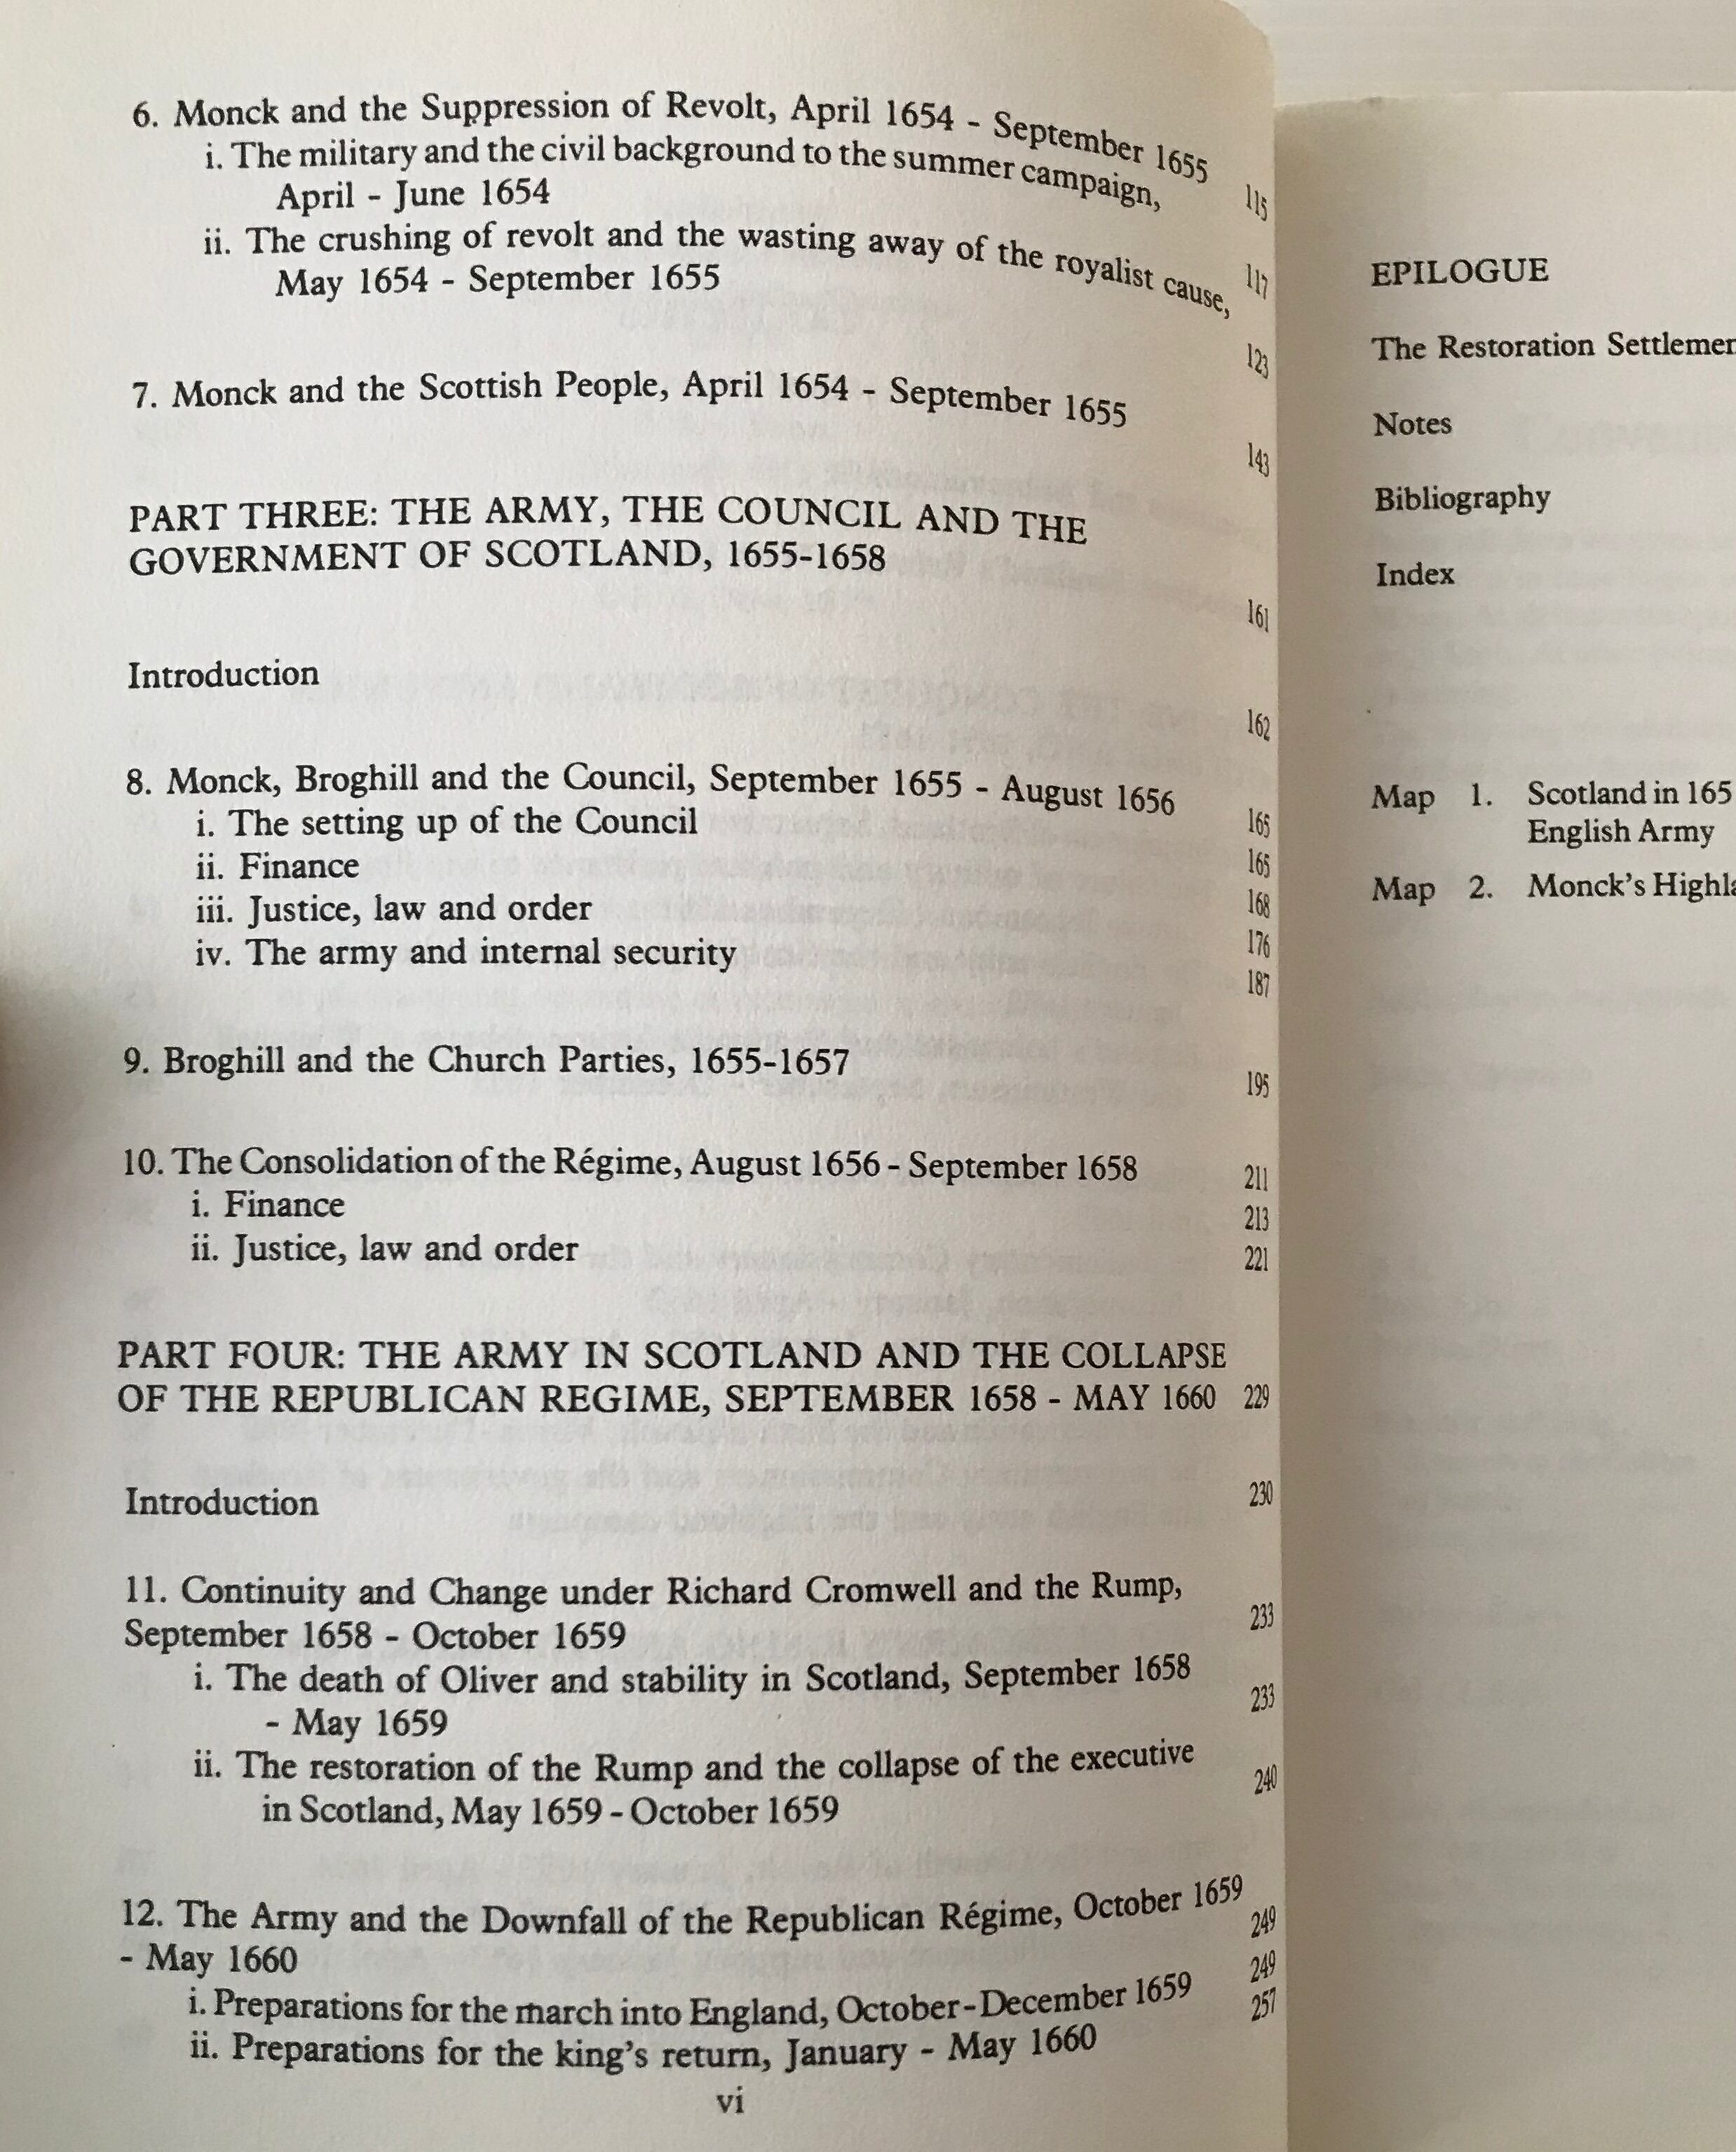 6. Monck and the Suppression of Revolt, April 1654 - September 1655 115
i. The military and the civil background to the summer campaign,
April - June 1654 117
ii. The crushing of revolt and the wasting away of the royalist cause,
May 1654 - September 1655 123
7. Monck and the Scottish People, April 1654 - September 1655 143
PART THREE: THE ARMY, THE COUNCIL AND THE
GOVERNMENT OF SCOTLAND, 1655-1658 161
Introduction 162
8. Monck, Broghill and the Council, September 1655 - August 1656 165
i. The setting up of the Council 165
ii. Finance 168
iii. Justice, law and order 176
iv. The army and internal security 187
9. Broghill and the Church Parties, 1655-1657 195
10. The Consolidation of the Régime, August 1656 - September 1658 211
i. Finance 213
ii. Justice, law and order 221
PART FOUR: THE ARMY IN SCOTLAND AND THE COLLAPSE
OF THE REPUBLICAN REGIME, SEPTEMBER 1658 - MAY 1660 229
Introduction 230
11. Continuity and Change under Richard Cromwell and the Rump,
September 1658 - October 1659 233
i. The death of Oliver and stability in Scotland, September 1658
- May 1659 233
ii. The restoration of the Rump and the collapse of the executive
in Scotland, May 1659 - October 1659 240
12. The Army and the Downfall of the Republican Régime, October 1659
- May 1660 249
i. Preparations for the march into England, October-December 1659 249
ii. Preparations for the king's return, January - May 1660 257
vi
EPILOGUE
The Restoration Settlemen
Notes
Bibliography
Index
Map 1. Scotland in 165
English Army
Map 2. Monck's Highla